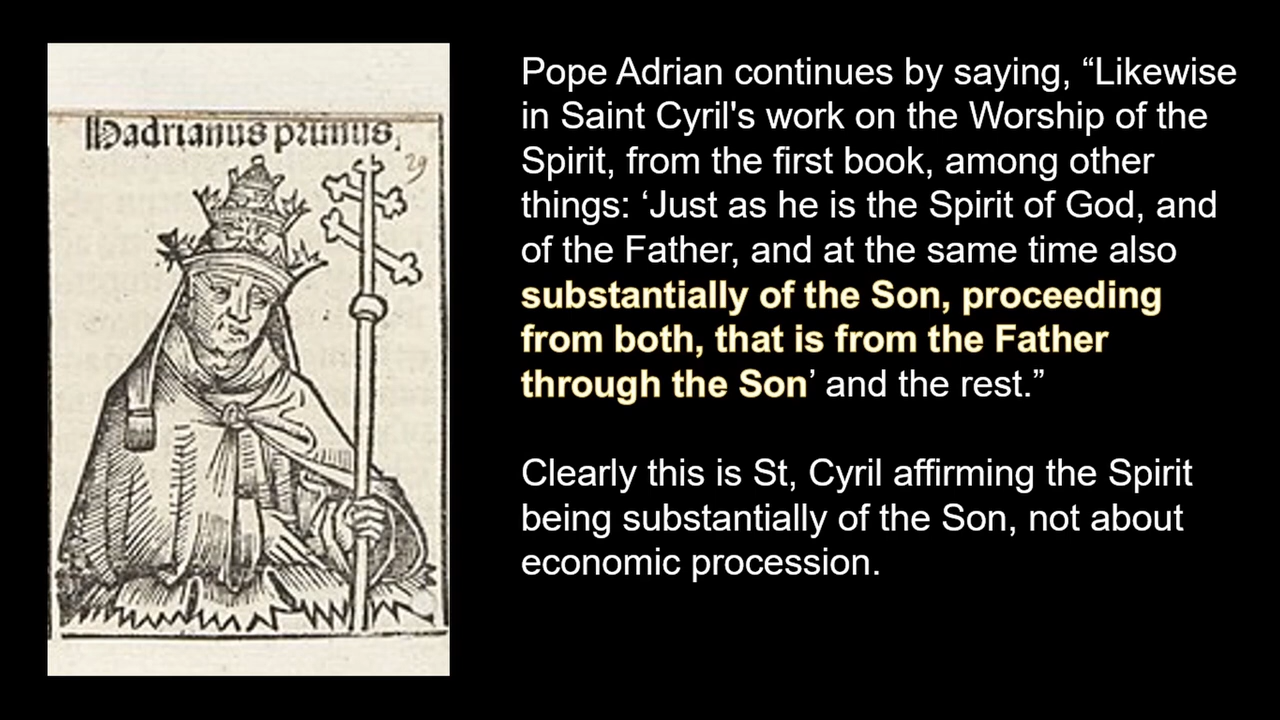 Hadrianus primus,
29
Pope Adrian continues by saying, “Likewise
in Saint Cyril's work on the Worship of the
Spirit, from the first book, among other
things: ‘Just as he is the Spirit of God, and
of the Father, and at the same time also
substantially of the Son, proceeding
from both, that is from the Father
through the Son’ and the rest.”
Clearly this is St, Cyril affirming the Spirit
being substantially of the Son, not about
economic procession.